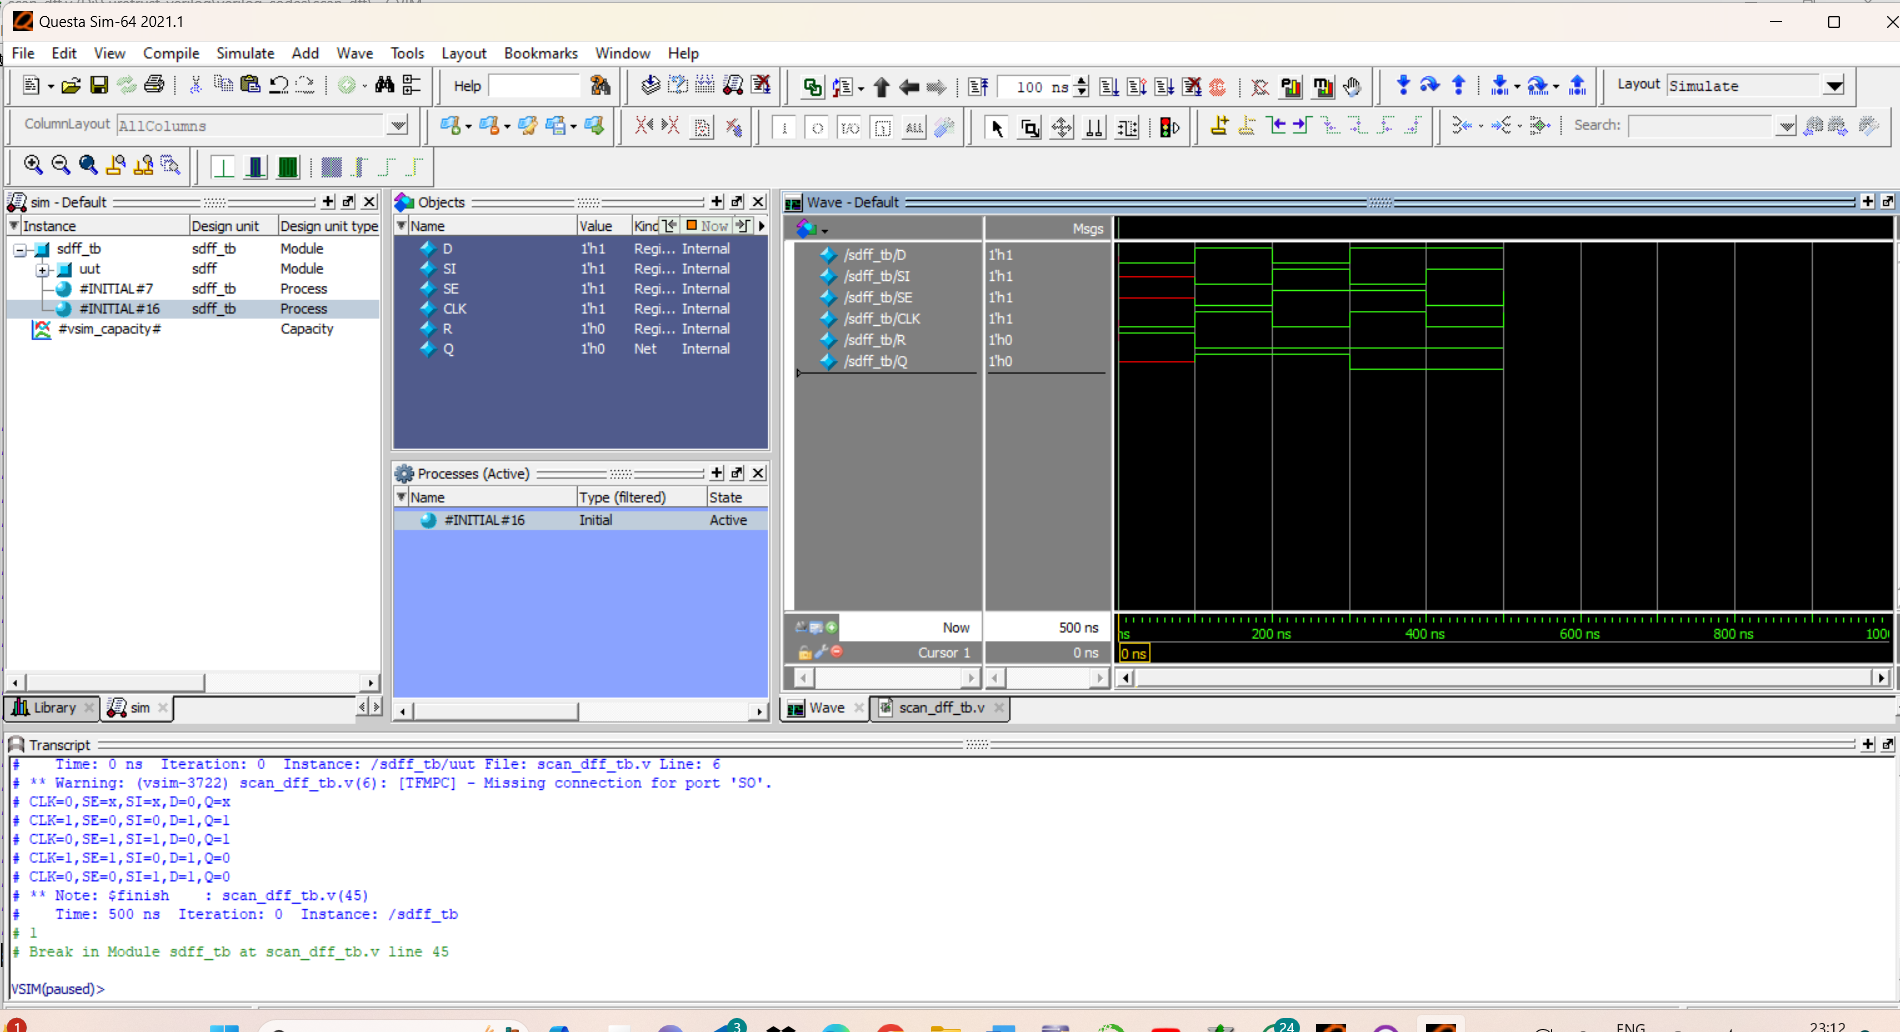 Questa Sim-64 2021.1
File Edit View Compile Simulate Add Wave Tools Layout Bookmarks Window Help
Help 100 ns Layout Simulate
ColumnLayout AllColumns Search:
sim - Default
Instance Design unit Design unit type
sdff_tb sdff_tb Module
uut sdff Module
#INITIAL#7 sdff_tb Process
#INITIAL#16 sdff_tb Process
#vsim_capacity# Capacity
Library sim
Objects
Name Value Kind Now
D 1'h1 Regi... Internal
SI 1'h1 Regi... Internal
SE 1'h1 Regi... Internal
CLK 1'h1 Regi... Internal
R 1'h0 Regi... Internal
Q 1'h0 Net Internal
Processes (Active)
Name Type (filtered) State
#INITIAL#16 Initial Active
Wave - Default
Msgs
/sdff_tb/D 1'h1
/sdff_tb/SI 1'h1
/sdff_tb/SE 1'h1
/sdff_tb/CLK 1'h1
/sdff_tb/R 1'h0
/sdff_tb/Q 1'h0
Now 500 ns
ns 200 ns 400 ns 600 ns 800 ns 100
Cursor 1 0 ns 0 ns
Wave scan_dff_tb.v
Transcript
# Time: 0 ns Iteration: 0 Instance: /sdff_tb/uut File: scan_dff_tb.v Line: 6
# ** Warning: (vsim-3722) scan_dff_tb.v(6): [TFMPC] - Missing connection for port 'SO'.
# CLK=0,SE=x,SI=x,D=0,Q=x
# CLK=1,SE=0,SI=0,D=1,Q=1
# CLK=0,SE=1,SI=1,D=0,Q=1
# CLK=1,SE=1,SI=0,D=1,Q=0
# CLK=0,SE=0,SI=1,D=1,Q=0
# ** Note: $finish : scan_dff_tb.v(45)
# Time: 500 ns Iteration: 0 Instance: /sdff_tb
# 1
# Break in Module sdff_tb at scan_dff_tb.v line 45
VSIM(paused)>
1 3 24 ENG 23:12